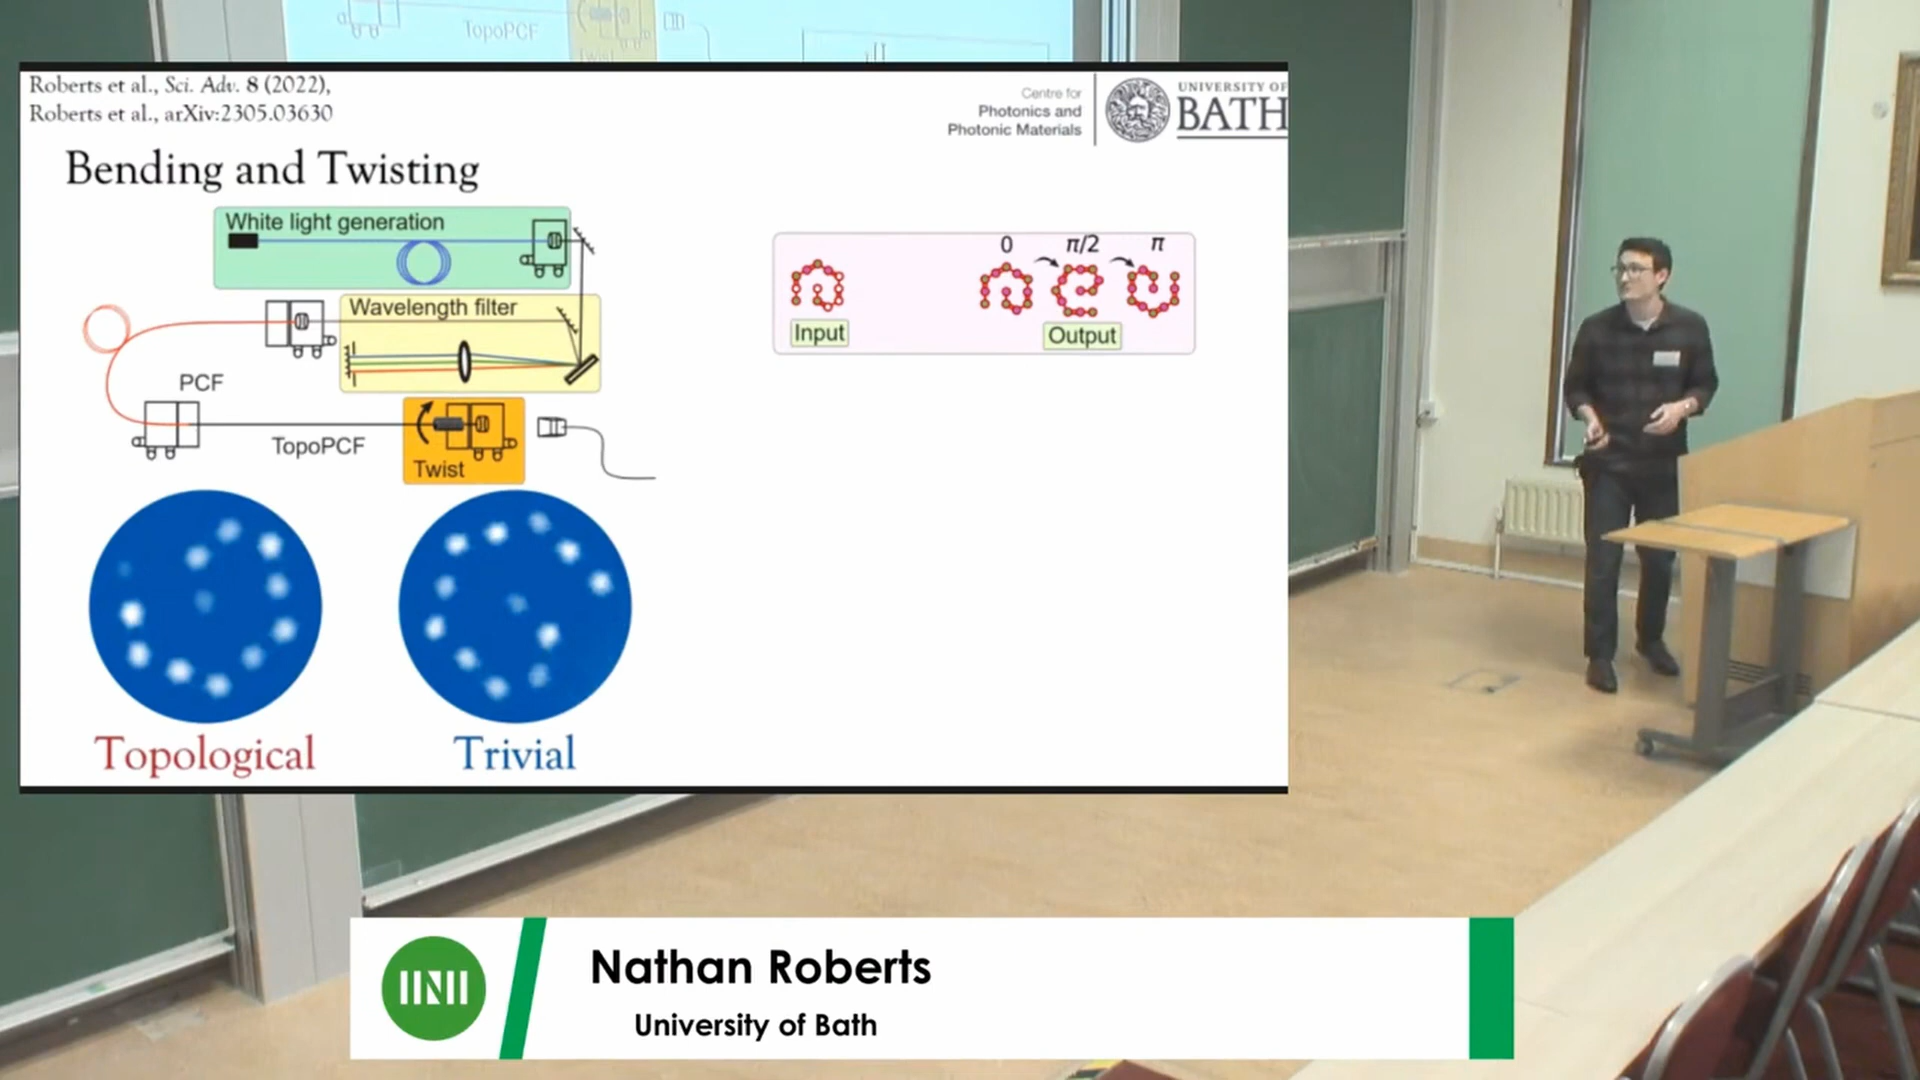 TopoPCF
Twist
Roberts et al., Sci. Adv. 8 (2022),
Roberts et al., arXiv:2305.03630
Centre for
Photonics and
Photonic Materials
UNIVERSITY OF
BATH
Bending and Twisting
White light generation
Wavelength filter
PCF
TopoPCF
Twist
0 π/2 π
Input
Output
Topological
Trivial
Nathan Roberts
University of Bath